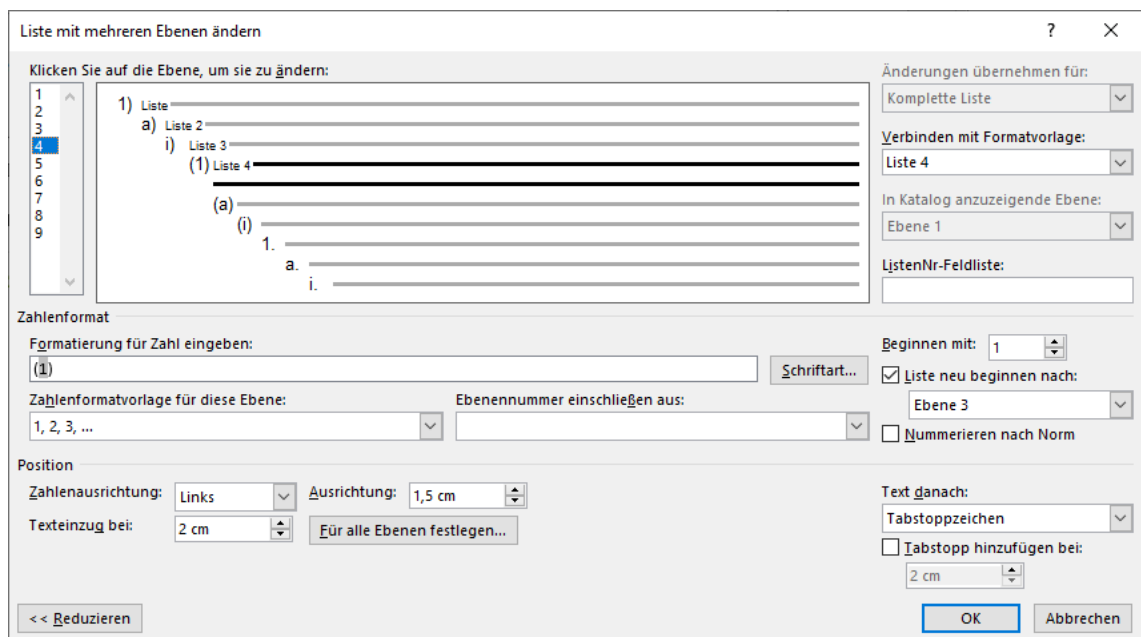 Liste mit mehreren Ebenen ändern
?
Klicken Sie auf die Ebene, um sie zu ändern:
1
2
3
4
5
6
7
8
9
1) Liste
a) Liste 2
i) Liste 3
(1) Liste 4
(a)
(i)
1.
a.
i.
Änderungen übernehmen für:
Komplette Liste
Verbinden mit Formatvorlage:
Liste 4
In Katalog anzuzeigende Ebene:
Ebene 1
ListenNr-Feldliste:
Zahlenformat
Formatierung für Zahl eingeben:
(1)
Schriftart...
Zahlenformatvorlage für diese Ebene:
1, 2, 3, ...
Ebenennummer einschließen aus:
Beginnen mit: 1
Liste neu beginnen nach:
Ebene 3
Nummerieren nach Norm
Position
Zahlenausrichtung: Links
Ausrichtung: 1,5 cm
Texteinzug bei: 2 cm
Für alle Ebenen festlegen...
Text danach:
Tabstoppzeichen
Tabstopp hinzufügen bei:
2 cm
<< Reduzieren
OK
Abbrechen